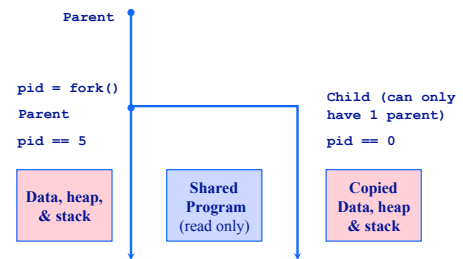 Parent
pid = fork()
Parent
pid == 5
Child (can only
have 1 parent)
pid == 0
Data, heap,
& stack
Shared
Program
(read only)
Copied
Data, heap
& stack